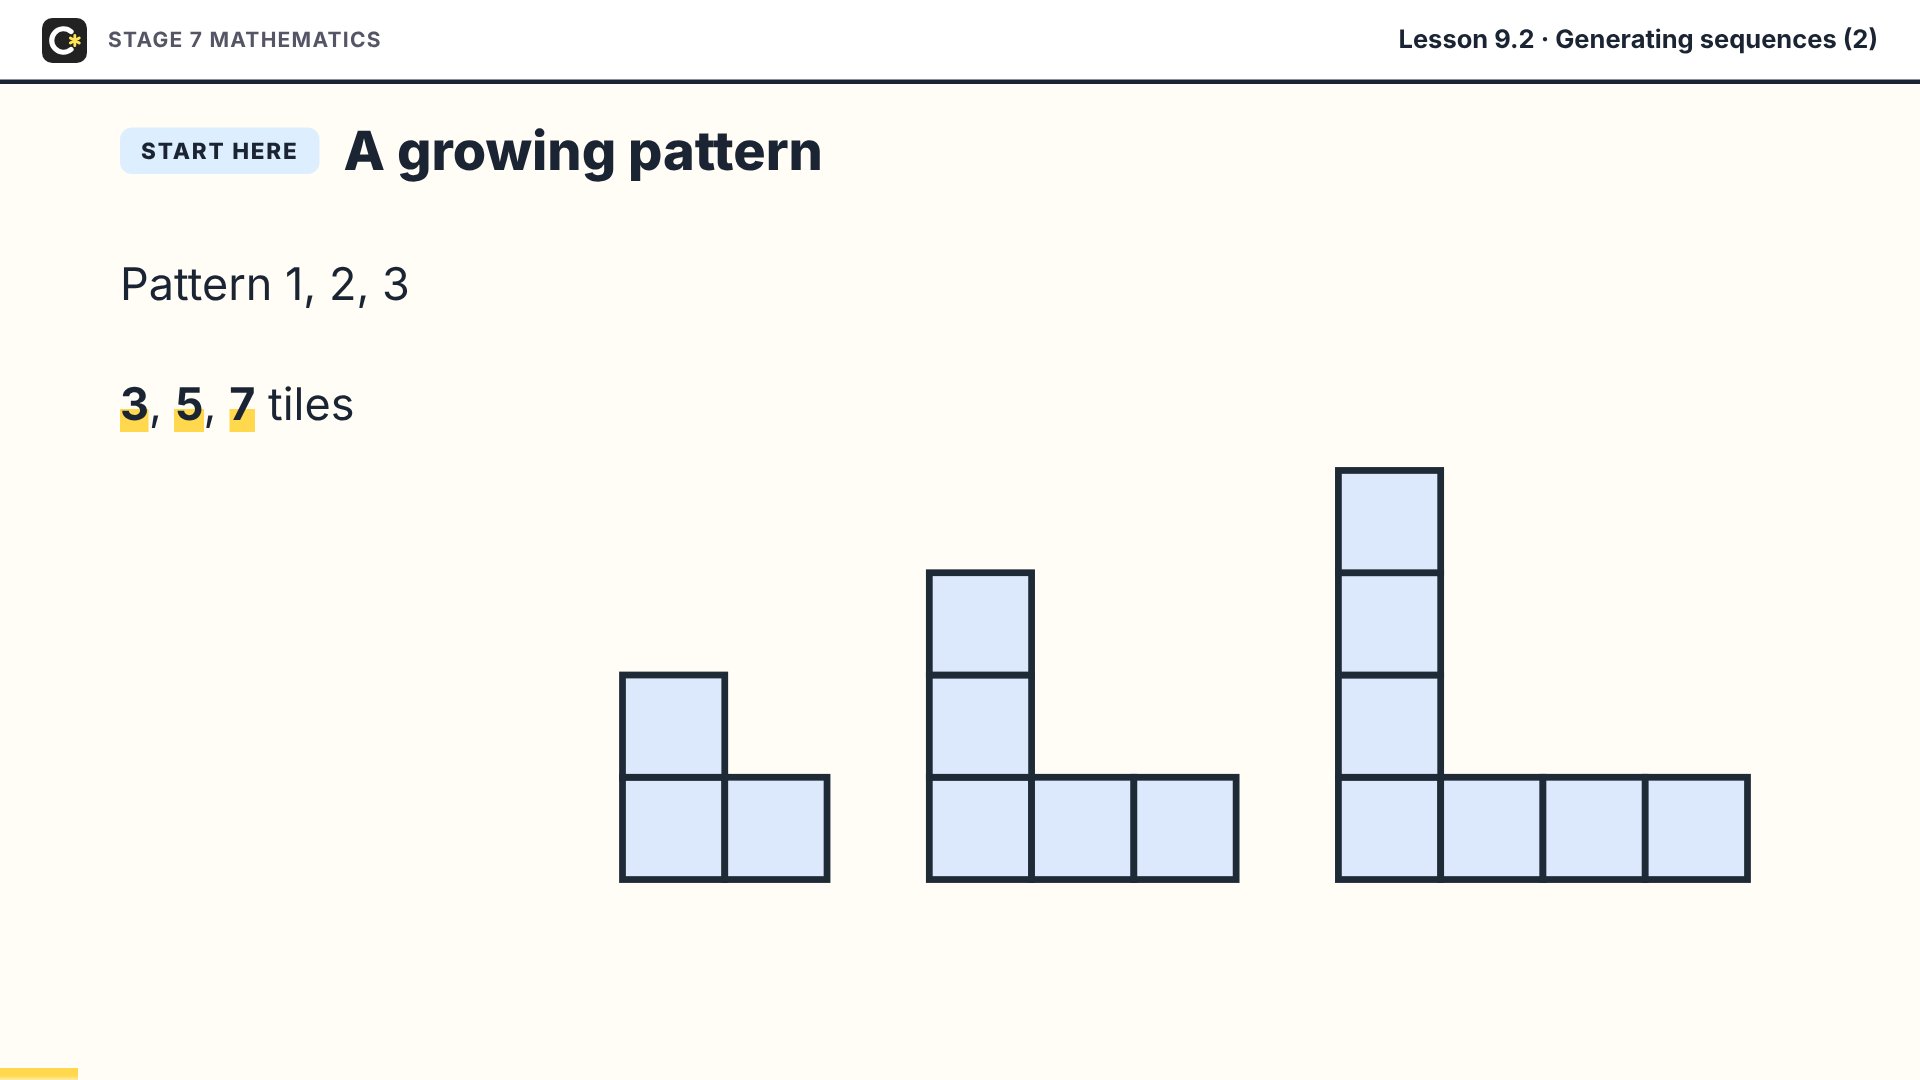 STAGE 7 MATHEMATICS
Lesson 9.2 · Generating sequences (2)
START HERE
A growing pattern
Pattern 1, 2, 3
3, 5, 7 tiles